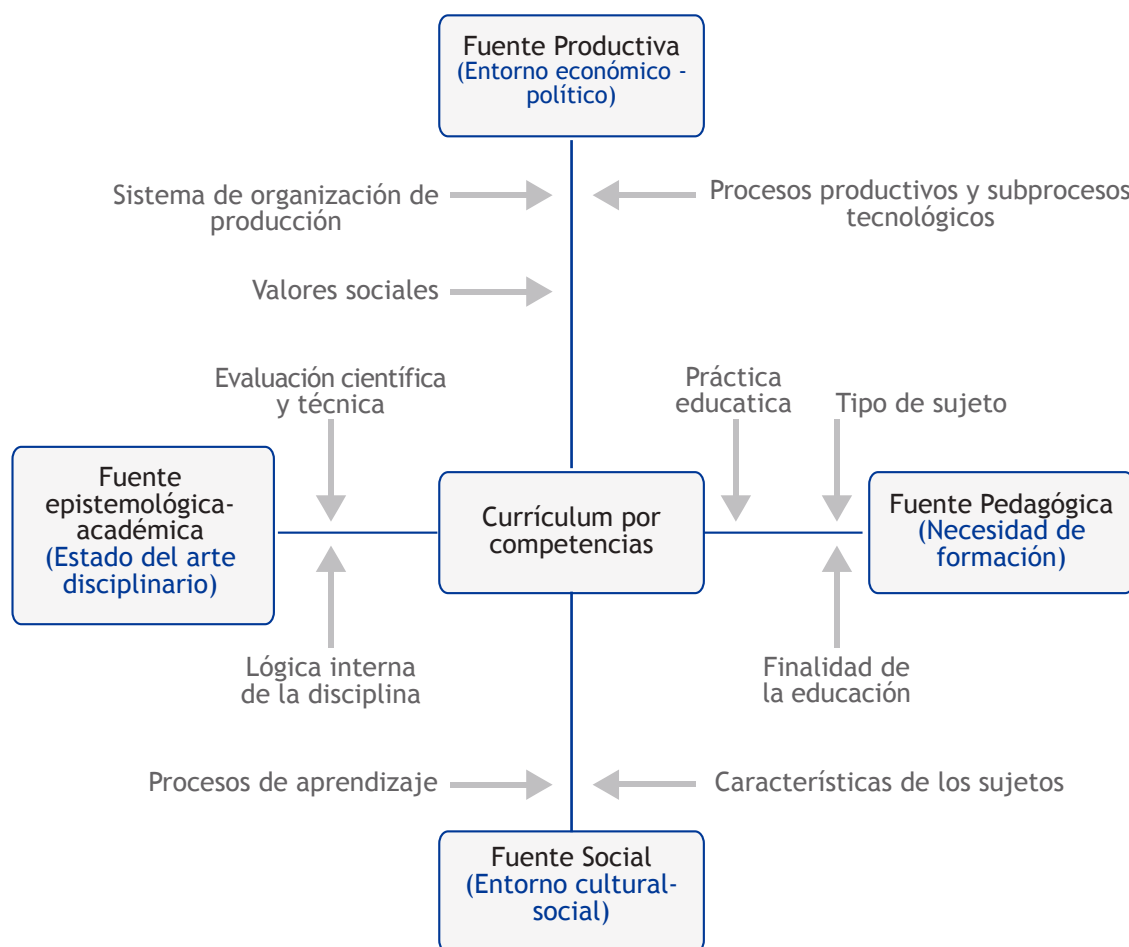 Fuente Productiva
(Entorno económico -
político)
Sistema de organización de
producción
Procesos productivos y subprocesos
tecnológicos
Valores sociales
Evaluación científica
y técnica
Práctica
educatica
Tipo de sujeto
Fuente
epistemológica-
académica
(Estado del arte
disciplinario)
Currículum por
competencias
Fuente Pedagógica
(Necesidad de
formación)
Lógica interna
de la disciplina
Finalidad de
la educación
Procesos de aprendizaje
Características de los sujetos
Fuente Social
(Entorno cultural-
social)